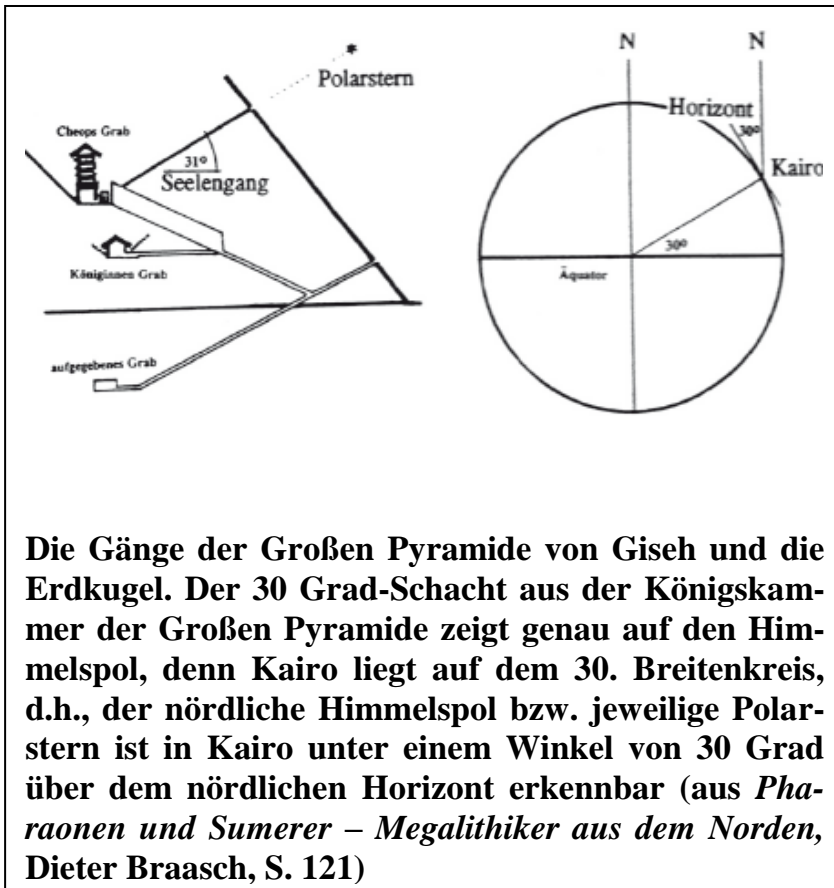 Polarstern
Cheops Grab
31º
Seelengang
Königinnen Grab
aufgegebenes Grab
N N
Horizont
30º
Kairo
30º
Äquator
Die Gänge der Großen Pyramide von Giseh und die
Erdkugel. Der 30 Grad-Schacht aus der Königskam-
mer der Großen Pyramide zeigt genau auf den Him-
melspol, denn Kairo liegt auf dem 30. Breitenkreis,
d.h., der nördliche Himmelspol bzw. jeweilige Polar-
stern ist in Kairo unter einem Winkel von 30 Grad
über dem nördlichen Horizont erkennbar (aus Pha-
raonen und Sumerer – Megalithiker aus dem Norden,
Dieter Braasch, S. 121)